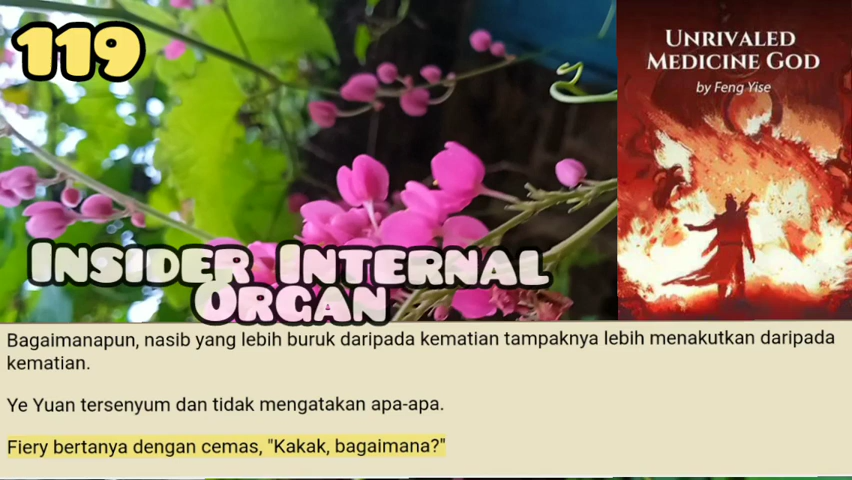 119
UNRIVALED
MEDICINE GOD
by Feng Yise
INSIDER INTERNAL
ORGAN
Bagaimanapun, nasib yang lebih buruk daripada kematian tampaknya lebih menakutkan daripada
kematian.
Ye Yuan tersenyum dan tidak mengatakan apa-apa.
Fiery bertanya dengan cemas, "Kakak, bagaimana?"